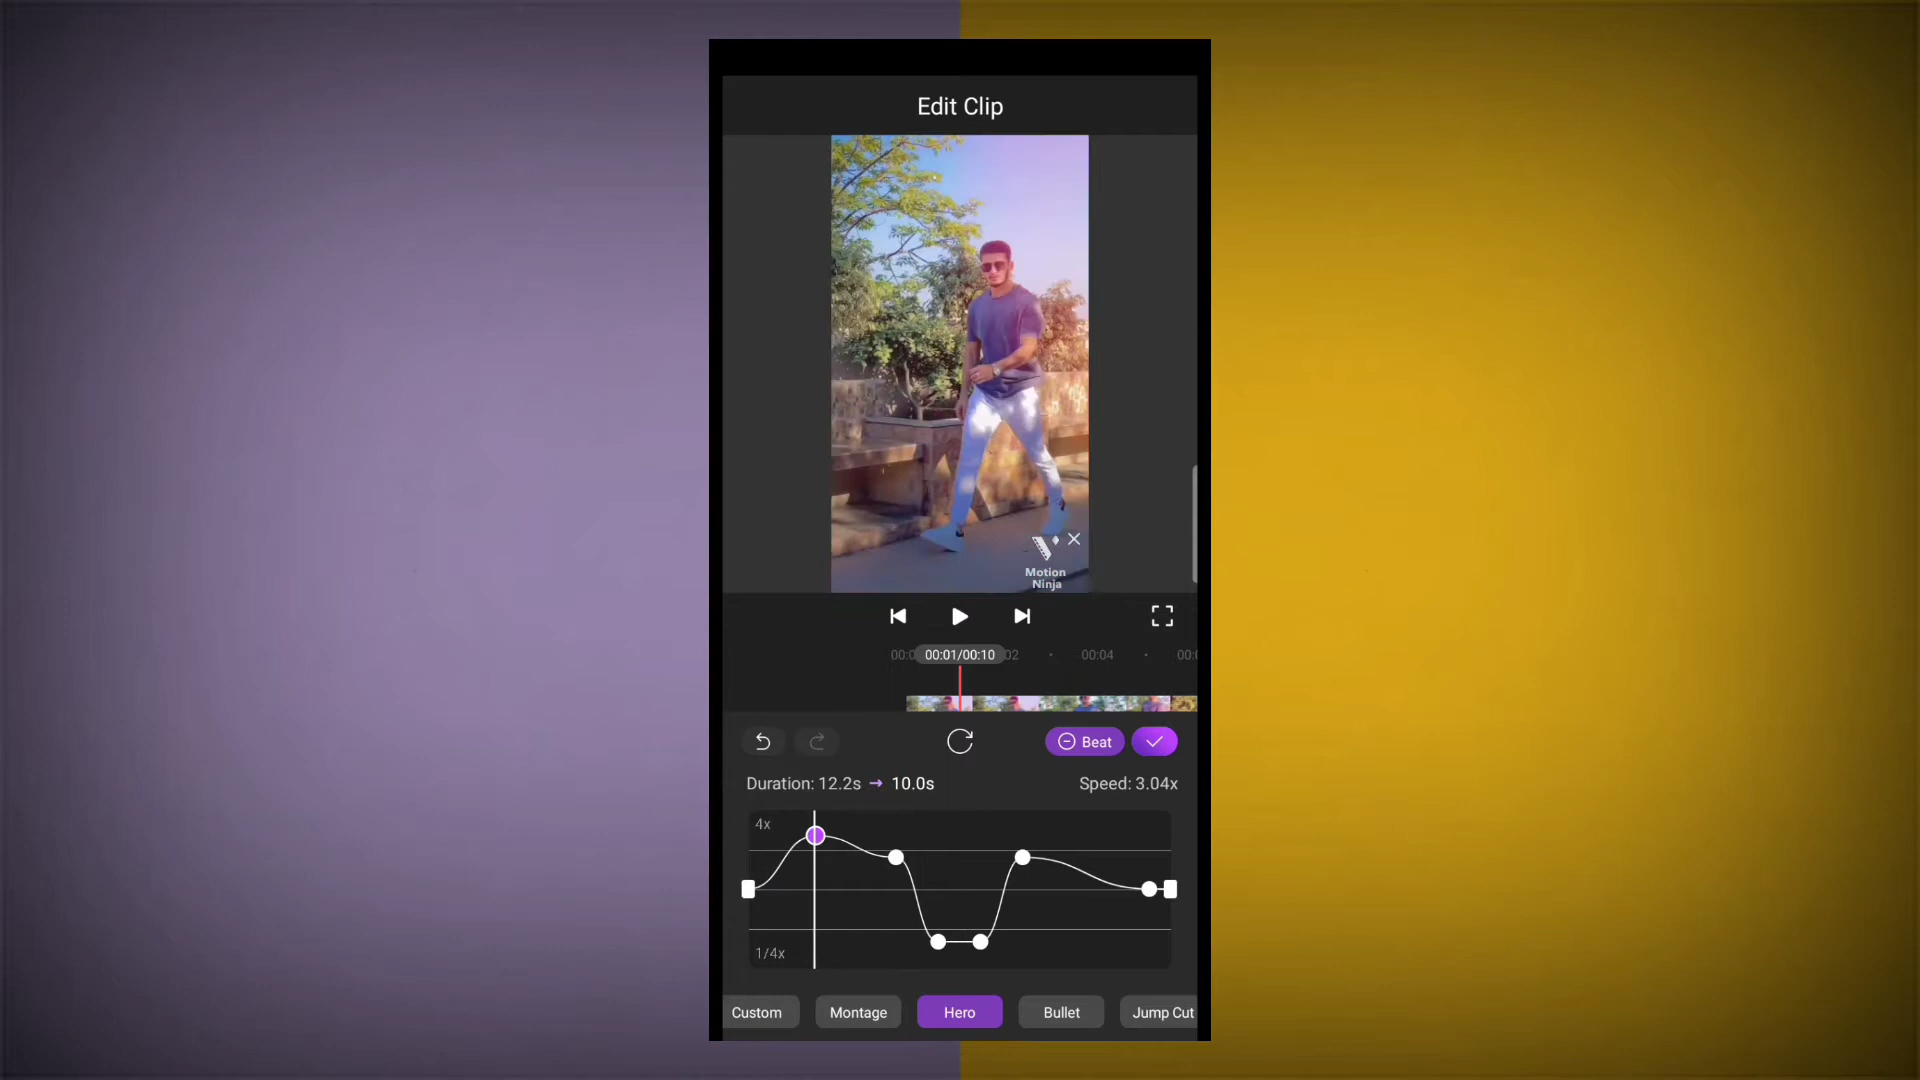 Edit Clip
Motion
Ninja
00:0 00:01/00:10 02 00:04 00:0
Beat
Duration: 12.2s → 10.0s Speed: 3.04x
4x
1/4x
Custom Montage Hero Bullet Jump Cut